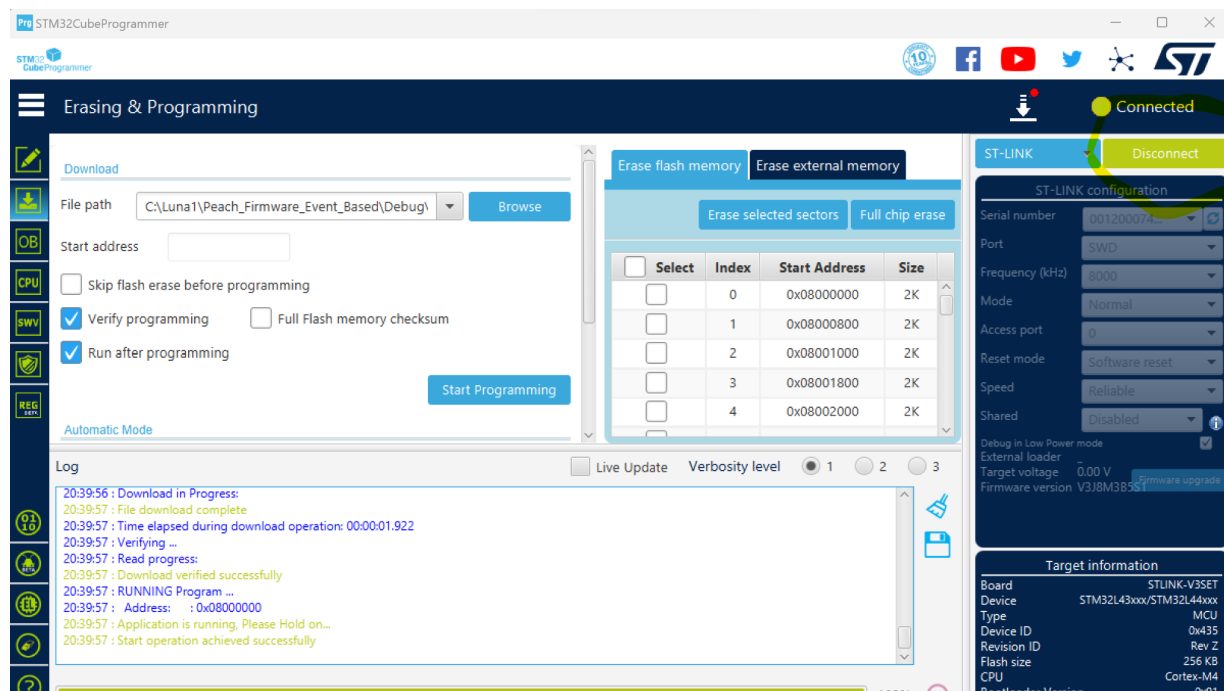 Prg STM32CubeProgrammer
STM32
CubeProgrammer
10
ST
Erasing & Programming
Connected
Download
File path C:\Luna1\Peach_Firmware_Event_Based\Debug\ Browse
Start address
Skip flash erase before programming
Verify programming Full Flash memory checksum
Run after programming
Start Programming
Automatic Mode
Erase flash memory Erase external memory
Erase selected sectors Full chip erase
Select Index Start Address Size
0 0x08000000 2K
1 0x08000800 2K
2 0x08001000 2K
3 0x08001800 2K
4 0x08002000 2K
OB
CPU
SWV
REG
BETA
01
10
BETA
?
Log Live Update Verbosity level 1 2 3
20:39:56 : Download in Progress:
20:39:57 : File download complete
20:39:57 : Time elapsed during download operation: 00:00:01.922
20:39:57 : Verifying ...
20:39:57 : Read progress:
20:39:57 : Download verified successfully
20:39:57 : RUNNING Program ...
20:39:57 : Address: : 0x08000000
20:39:57 : Application is running, Please Hold on...
20:39:57 : Start operation achieved successfully
ST-LINK Disconnect
ST-LINK configuration
Serial number 001200074...
Port SWD
Frequency (kHz) 8000
Mode Normal
Access port 0
Reset mode Software reset
Speed Reliable
Shared Disabled
Debug in Low Power mode
External loader _
Target voltage 0.00 V
Firmware version V3J8M3B5S1 Firmware upgrade
Target information
Board STLINK-V3SET
Device STM32L43xxx/STM32L44xxx
Type MCU
Device ID 0x435
Revision ID Rev Z
Flash size 256 KB
CPU Cortex-M4